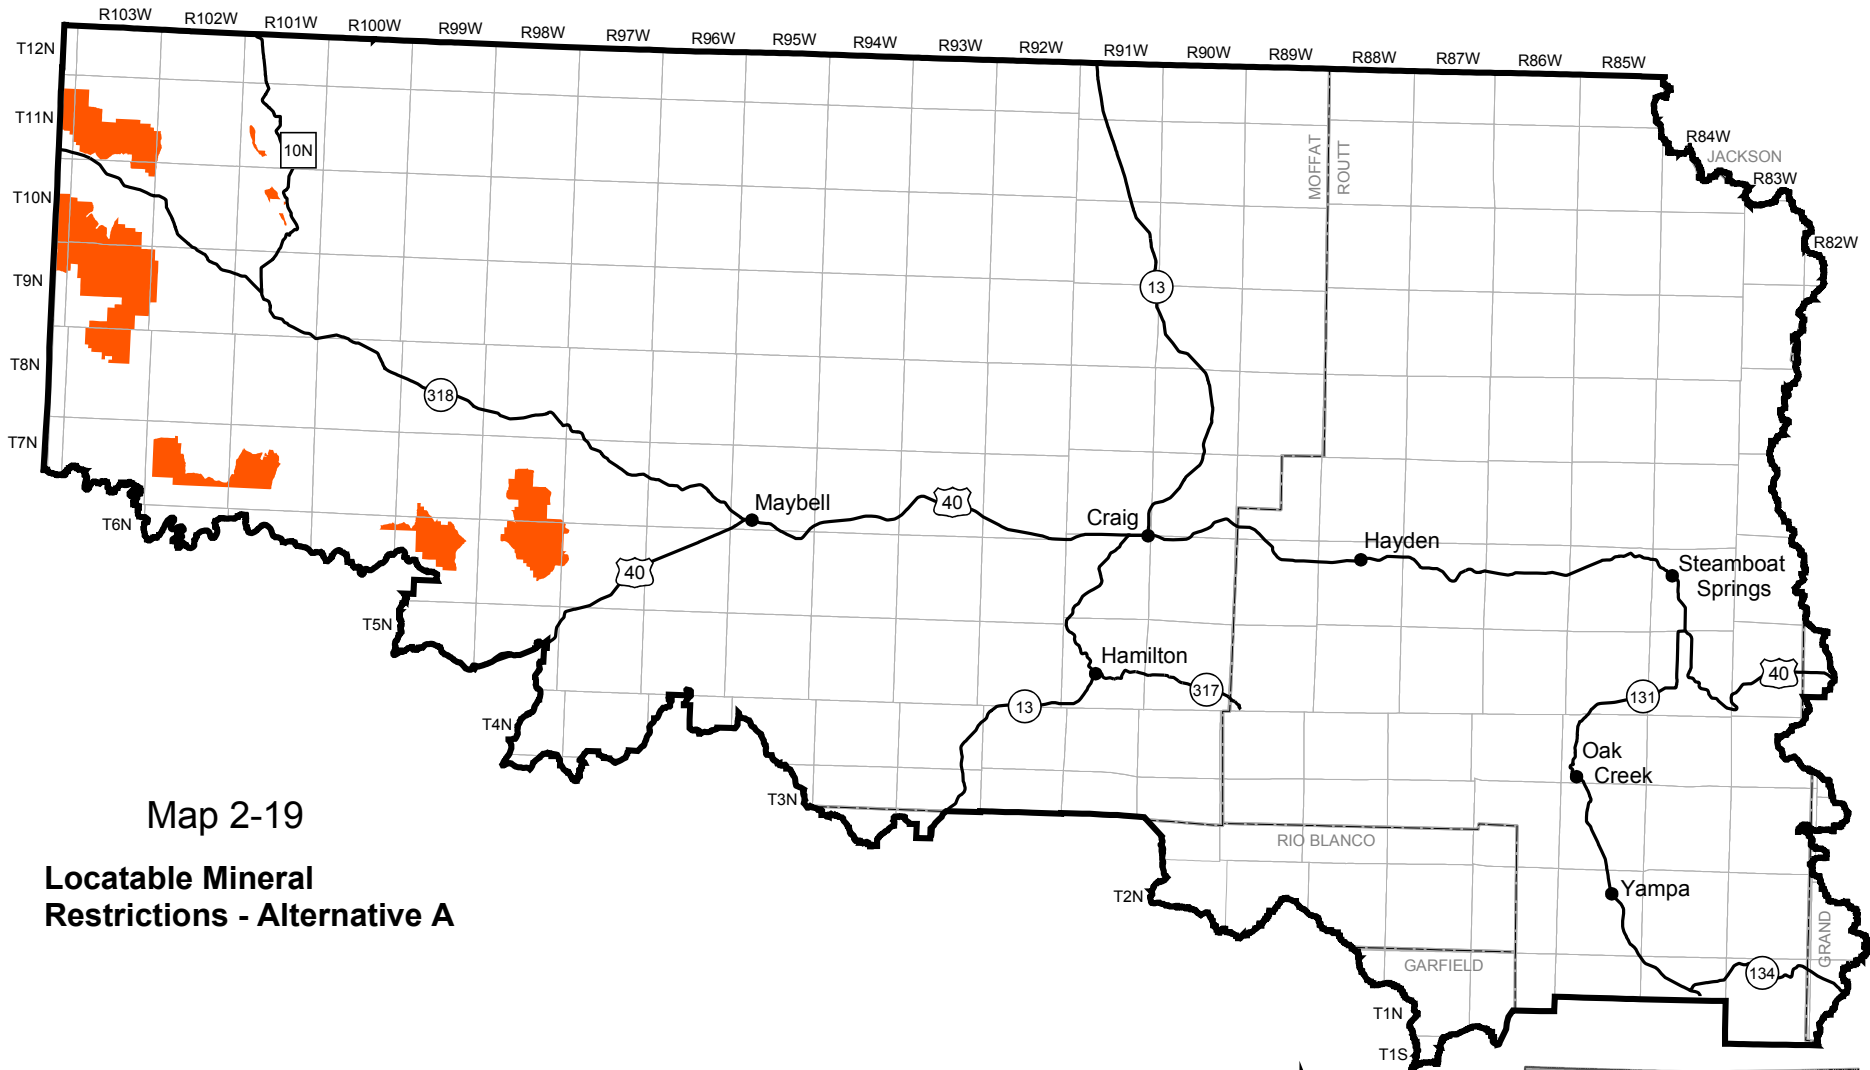 R103W R102W R101W R100W R99W R98W R97W R96W R95W R94W R93W R92W R91W R90W R89W R88W R87W R86W R85W
T12N
T11N
R84W
10N
MOFFAT
ROUTT
JACKSON
R83W
T10N
R82W
T9N
13
T8N
318
T7N
Maybell
40
Craig
T6N
Hayden
40
Steamboat
Springs
T5N
Hamilton
317
40
131
13
T4N
Oak
Creek
T3N
Map 2-19
RIO BLANCO
Locatable Mineral
Restrictions - Alternative A
T2N
Yampa
GRAND
GARFIELD
134
T1N
T1S